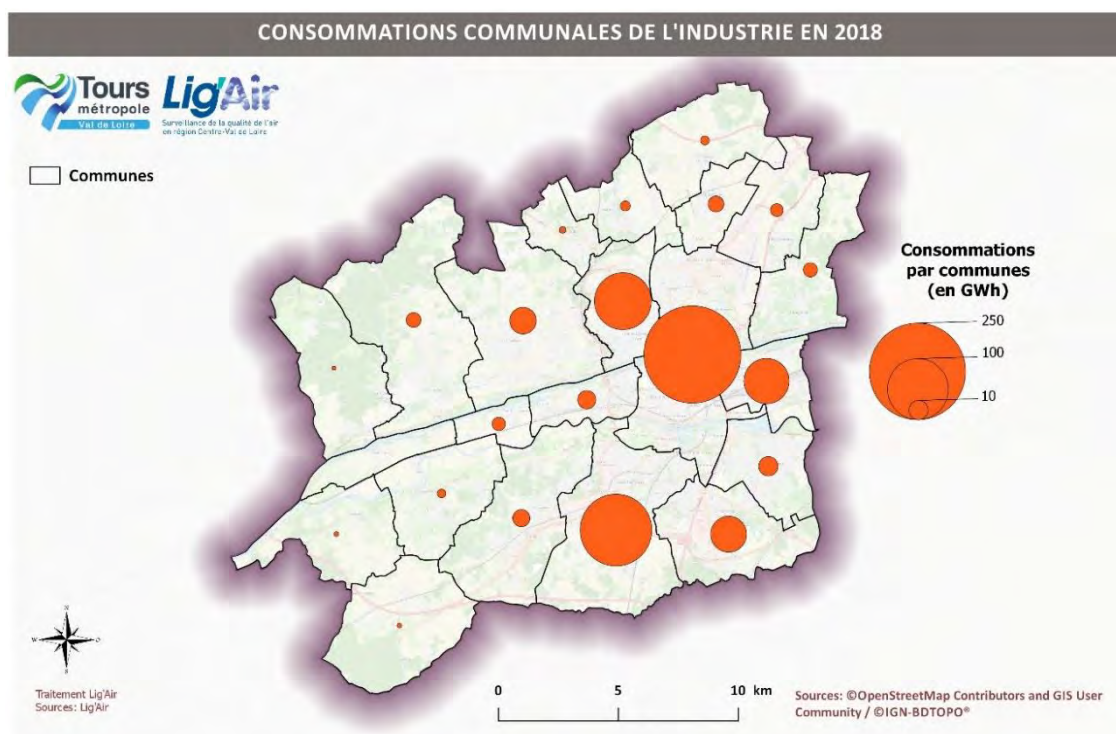 CONSOMMATIONS COMMUNALES DE L'INDUSTRIE EN 2018
Tours
métropole
Val de Loire
Lig'Air
Surveillance de la qualité de l'air
en région Centre-Val de Loire
Communes
Consommations
par communes
(en GWh)
250
100
10
N
W
O
S
Traitement Lig'Air
Sources: Lig'Air
0 5 10 km
Sources: ©OpenStreetMap Contributors and GIS User
Community / ©IGN-BDTOPO®